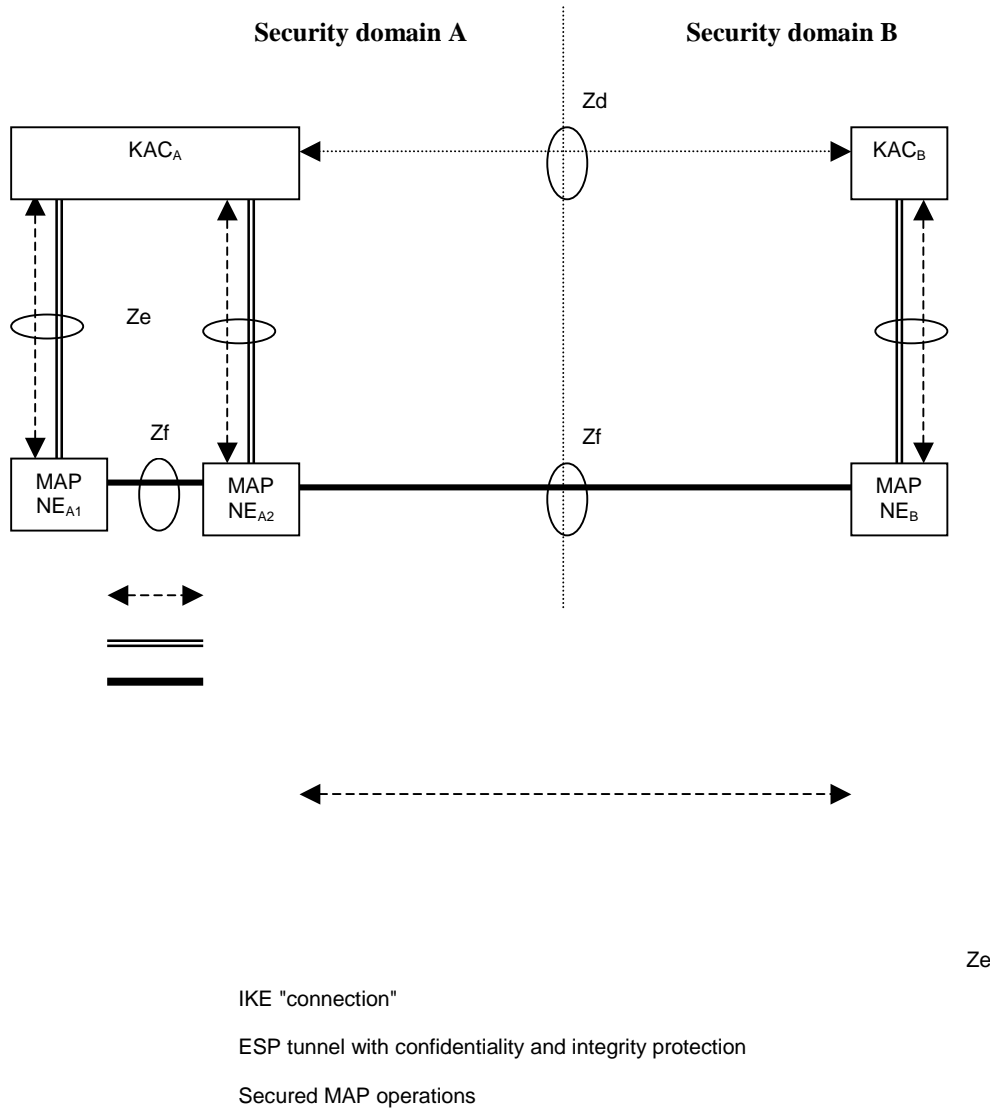 Security domain A
Security domain B
Zd
KACA
KACB
Ze
Zf
Zf
MAP
NEA1
MAP
NEA2
MAP
NEB
Ze
IKE "connection"
ESP tunnel with confidentiality and integrity protection
Secured MAP operations